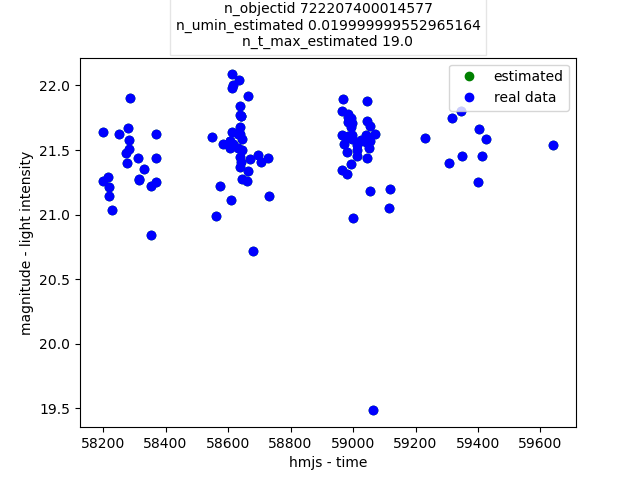 n_objectid 722207400014577
n_umin_estimated 0.019999999552965164
n_t_max_estimated 19.0
estimated
real data
22.0
21.5
21.0
20.5
20.0
19.5
magnitude - light intensity
58200 58400 58600 58800 59000 59200 59400 59600
hmjs - time